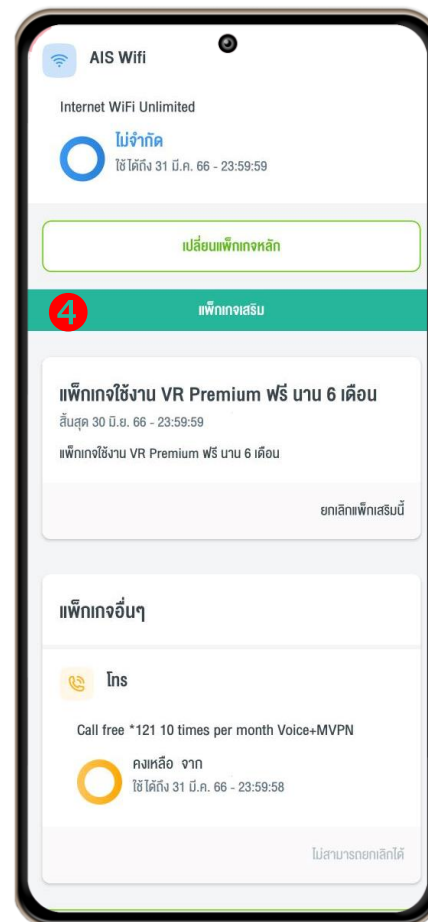 AIS Wifi
Internet WiFi Unlimited
ไม่จำกัด
ใช้ได้ถึง 31 มี.ค. 66 - 23:59:59
เปลี่ยนแพ็กเกจหลัก
4
แพ็กเกจเสริม
แพ็กเกจใช้งาน VR Premium ฟรี นาน 6 เดือน
สิ้นสุด 30 มิ.ย. 66 - 23:59:59
แพ็กเกจใช้งาน VR Premium ฟรี นาน 6 เดือน
ยกเลิกแพ็กเสริมนี้
แพ็กเกจอื่นๆ
โทร
Call free *121 10 times per month Voice+MVPN
คงเหลือ จาก
ใช้ได้ถึง 31 มี.ค. 66 - 23:59:58
ไม่สามารถยกเลิกได้